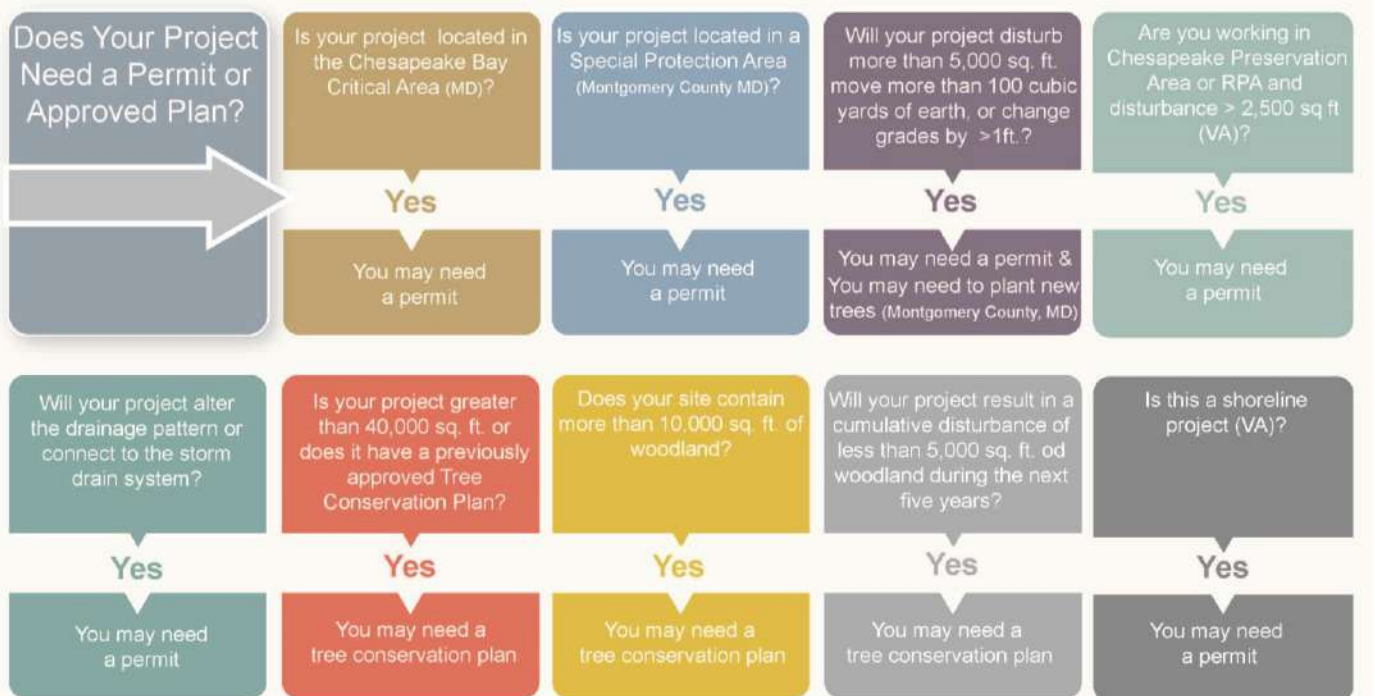 Does Your Project
Need a Permit or
Approved Plan?
Is your project located in
the Chesapeake Bay
Critical Area (MD)?
Yes
You may need
a permit
Is your project located in a
Special Protection Area
(Montgomery County MD)?
Yes
You may need
a permit
Will your project disturb
more than 5,000 sq. ft.
move more than 100 cubic
yards of earth, or change
grades by >1ft.?
Yes
You may need a permit &
You may need to plant new
trees (Montgomery County, MD)
Are you working in
Chesapeake Preservation
Area or RPA and
disturbance > 2,500 sq ft
(VA)?
Yes
You may need
a permit
Will your project alter
the drainage pattern or
connect to the storm
drain system?
Yes
You may need
a permit
Is your project greater
than 40,000 sq. ft. or
does it have a previously
approved Tree
Conservation Plan?
Yes
You may need a
tree conservation plan
Does your site contain
more than 10,000 sq. ft. of
woodland?
Yes
You may need a
tree conservation plan
Will your project result in a
cumulative disturbance of
less than 5,000 sq. ft. od
woodland during the next
five years?
Yes
You may need a
tree conservation plan
Is this a shoreline
project (VA)?
Yes
You may need
a permit